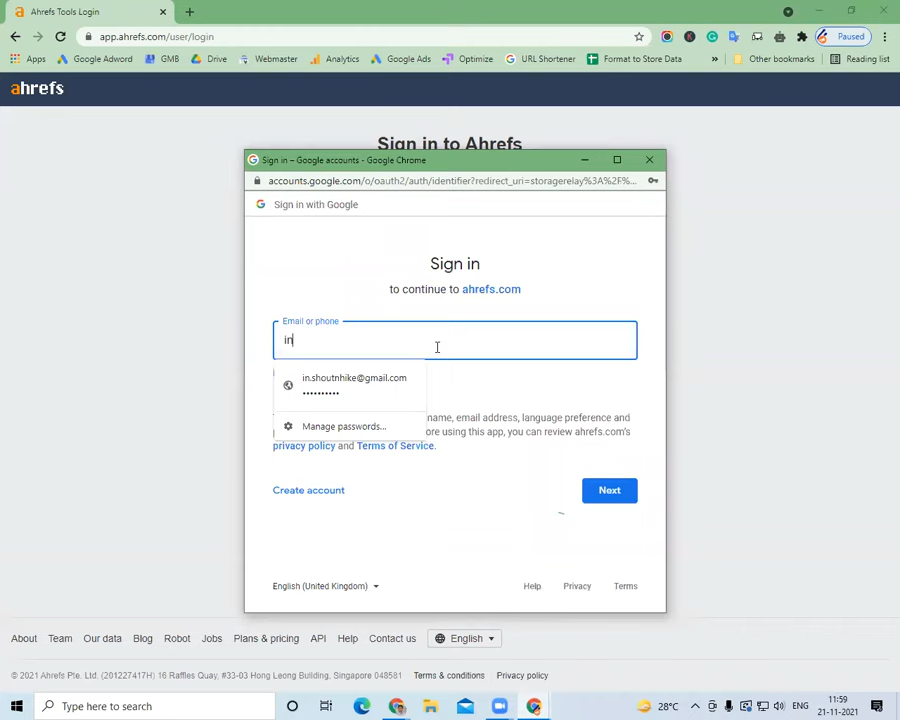 Ahrefs Tools Login
app.ahrefs.com/user/login
Paused
Apps
Google Adword
GMB
Drive
Webmaster
Analytics
Google Ads
Optimize
URL Shortener
Format to Store Data
»
Other bookmarks
Reading list
ahrefs
Sign in to Ahrefs
Sign in – Google accounts - Google Chrome
accounts.google.com/o/oauth2/auth/identifier?redirect_uri=storagerelay%3A%2F%...
Sign in with Google
Sign in
to continue to ahrefs.com
Email or phone
in
in.shoutnhike@gmail.com
••••••••••
Manage passwords...
name, email address, language preference and
ore using this app, you can review ahrefs.com's
privacy policy and Terms of Service.
Create account
Next
English (United Kingdom)
Help
Privacy
Terms
About
Team
Our data
Blog
Robot
Jobs
Plans & pricing
API
Help
Contact us
English
© 2021 Ahrefs Pte. Ltd. (201227417H) 16 Raffles Quay, #33-03 Hong Leong Building, Singapore 048581
Terms & conditions
Privacy policy
Type here to search
28°C
ENG
11:59
21-11-2021